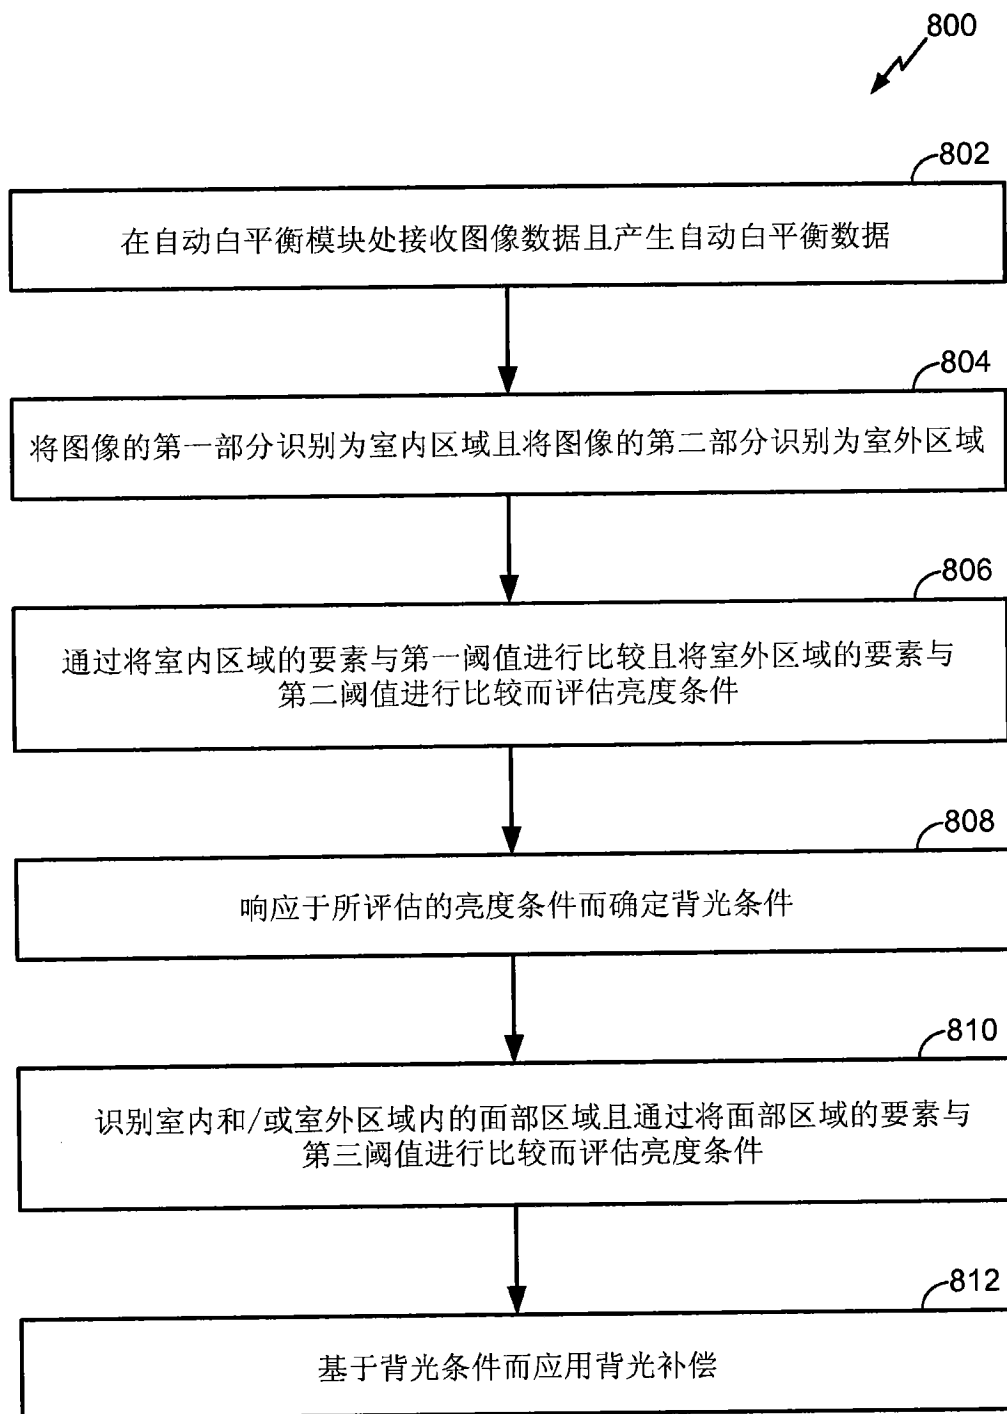 800
802
在自动白平衡模块处接收图像数据且产生自动白平衡数据
804
将图像的第一部分识别为室内区域且将图像的第二部分识别为室外区域
806
通过将室内区域的要素与第一阈值进行比较且将室外区域的要素与
第二阈值进行比较而评估亮度条件
808
响应于所评估的亮度条件而确定背光条件
810
识别室内和/或室外区域内的面部区域且通过将面部区域的要素与
第三阈值进行比较而评估亮度条件
812
基于背光条件而应用背光补偿